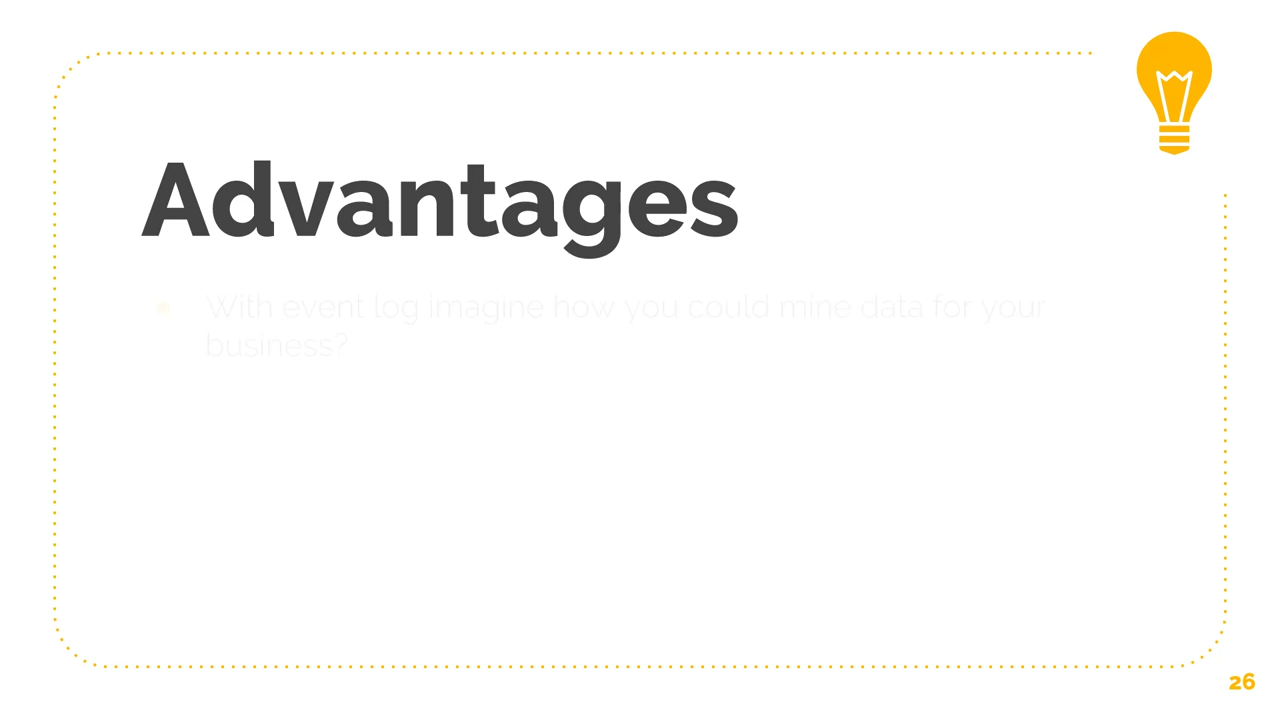 Advantages
With event log imagine how you could mine data for your
business?
26